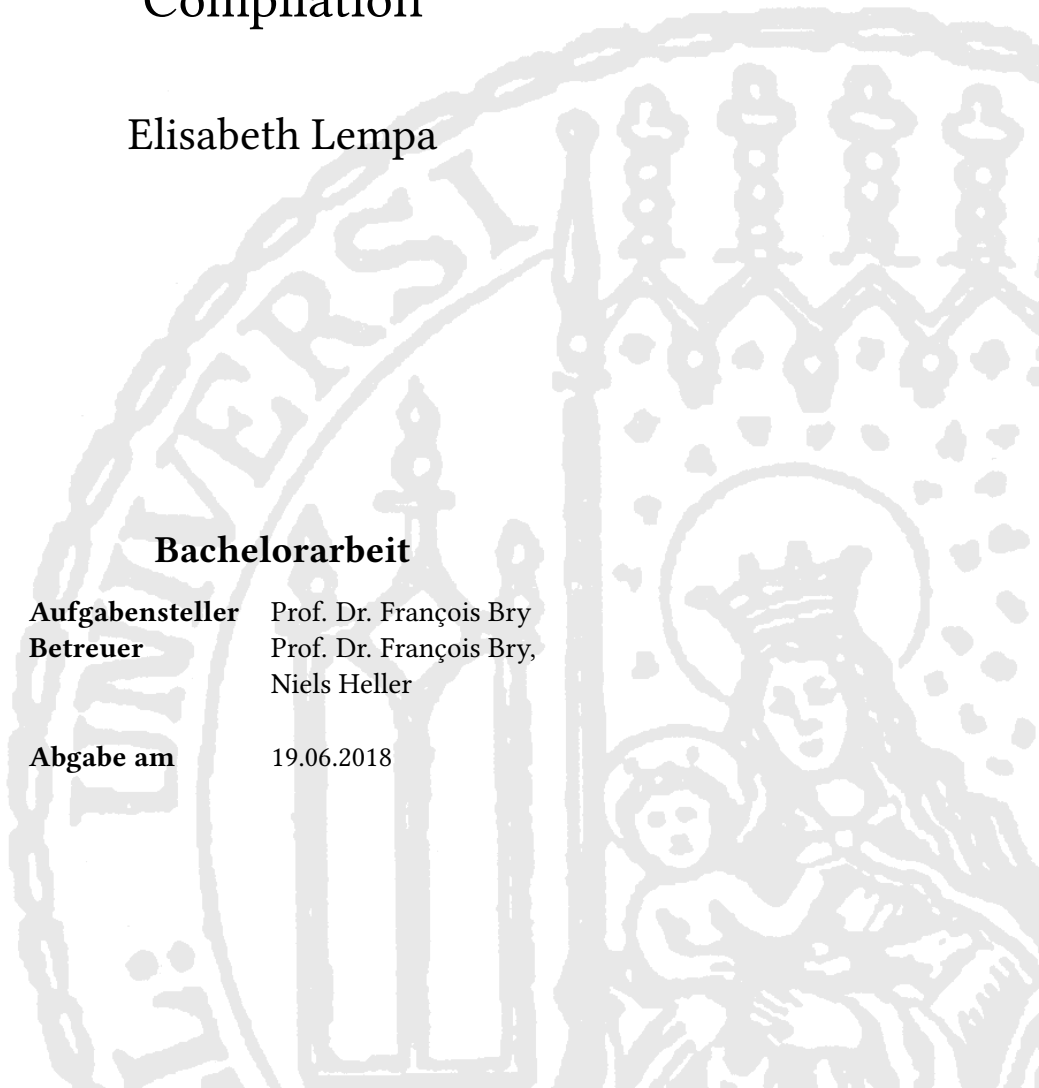 Compilation
Elisabeth Lempa
UNIVERSI
Bachelorarbeit
Aufgabensteller Prof. Dr. François Bry
Betreuer Prof. Dr. François Bry,
Niels Heller
Abgabe am 19.06.2018